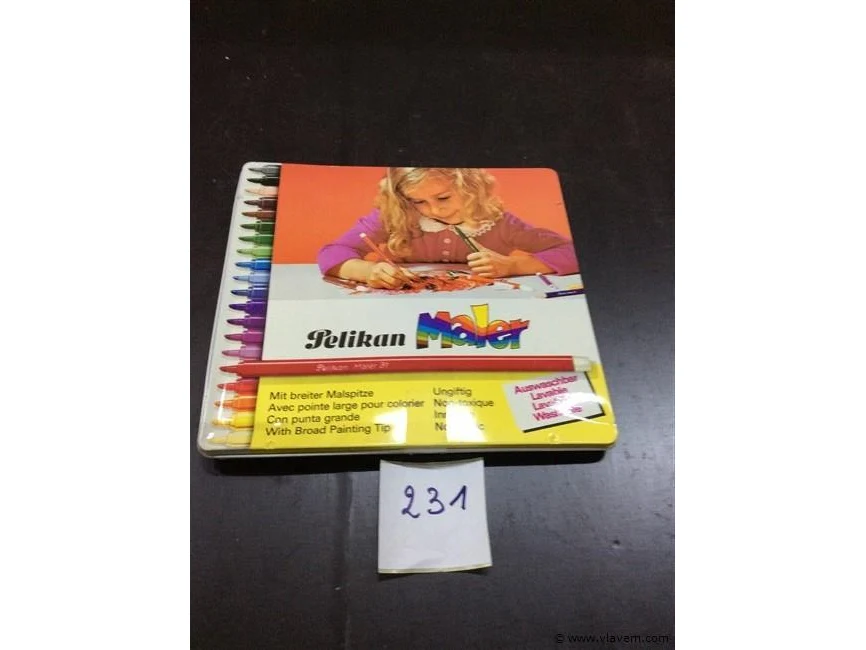 Pelikan Maler
Pelikan Maler 31
Mit breiter Malspitze
Avec pointe large pour colorier
Con punta grande
With Broad Painting Tip
Ungiftig
Auswaschbar
Lavable
231
© www.vlavem.com